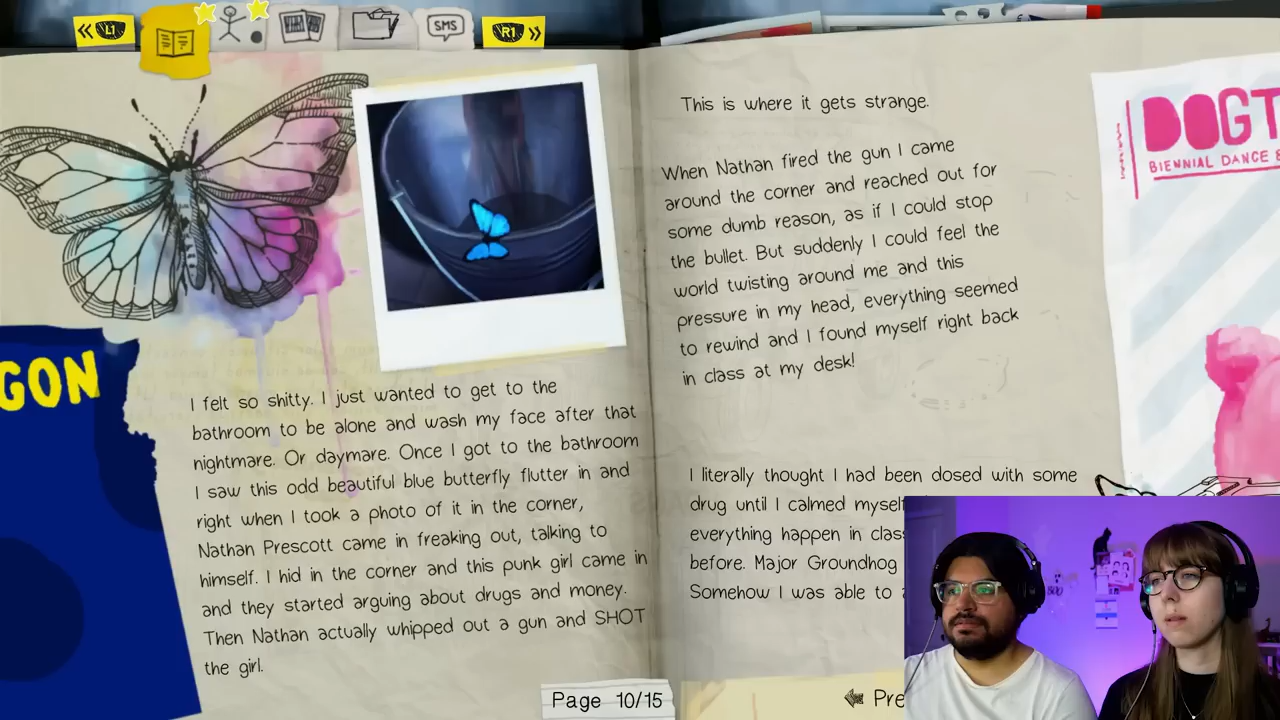 L1
SMS
R1
I felt so shitty. I just wanted to get to the
bathroom to be alone and wash my face after that
nightmare. Or daymare. Once I got to the bathroom
I saw this odd beautiful blue butterfly flutter in and
right when I took a photo of it in the corner,
Nathan Prescott came in freaking out, talking to
himself. I hid in the corner and this punk girl came in
and they started arguing about drugs and money.
Then Nathan actually whipped out a gun and SHOT
the girl.
GON
This is where it gets strange.
When Nathan fired the gun I came
around the corner and reached out for
some dumb reason, as if I could stop
the bullet. But suddenly I could feel the
world twisting around me and this
pressure in my head, everything seemed
to rewind and I found myself right back
in class at my desk!
I literally thought I had been dosed with some
drug until I calmed myself
everything happen in class
before. Major Groundhog
Somehow I was able to
DOGT
BIENNIAL DANCE &
Page 10/15
Pre